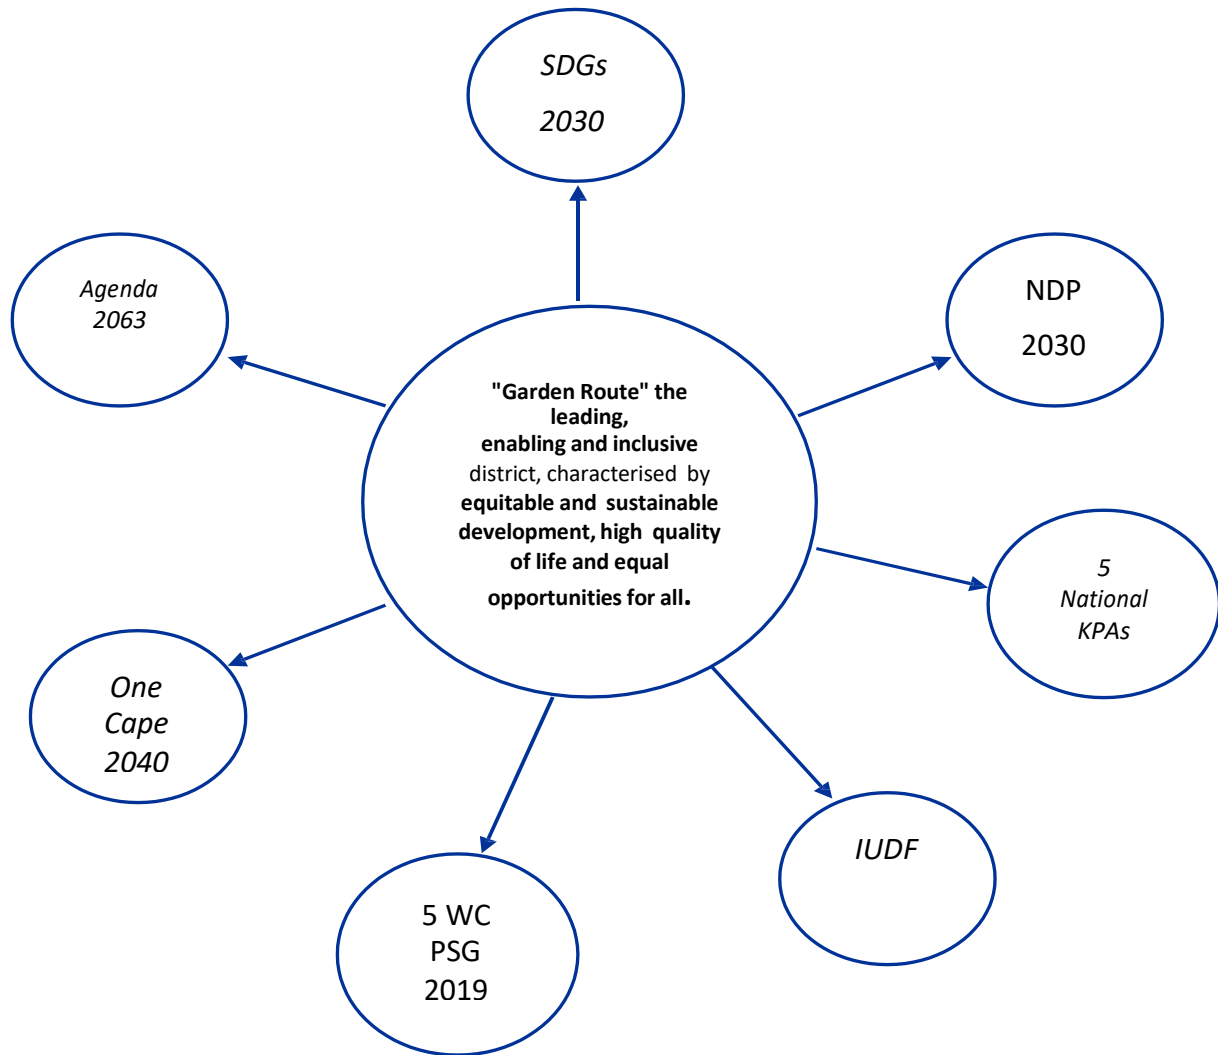 SDGs
2030
Agenda
2063
NDP
2030
"Garden Route" the
leading,
enabling and inclusive
district, characterised by
equitable and sustainable
development, high quality
of life and equal
opportunities for all.
5
National
KPAs
One
Cape
2040
IUDF
5 WC
PSG
2019